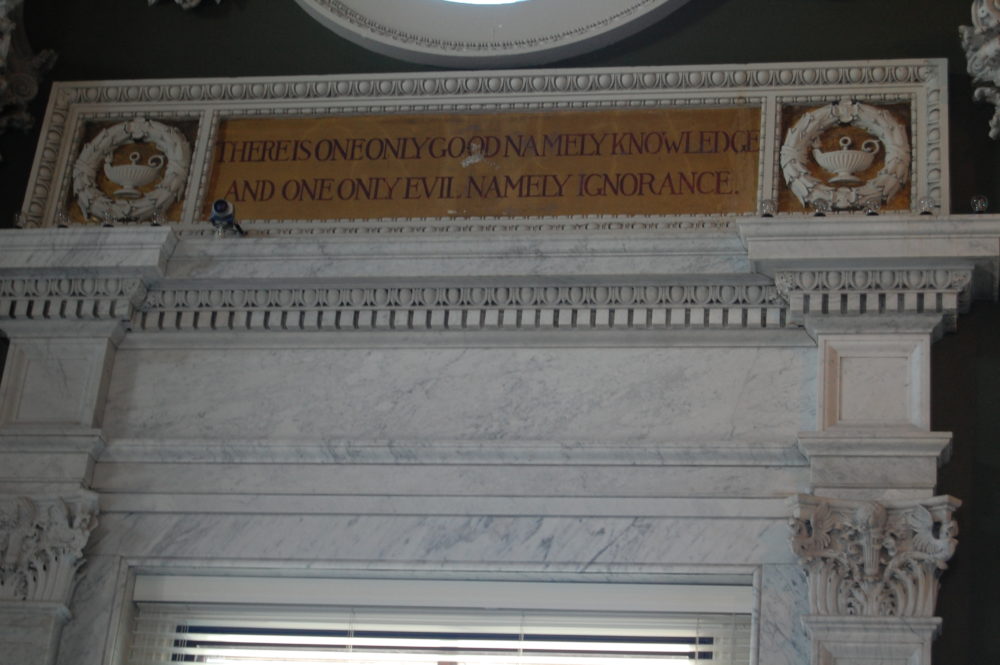 THERE IS ONE ONLY GOOD NAMELY KNOWLEDGE
AND ONE ONLY EVIL NAMELY IGNORANCE.